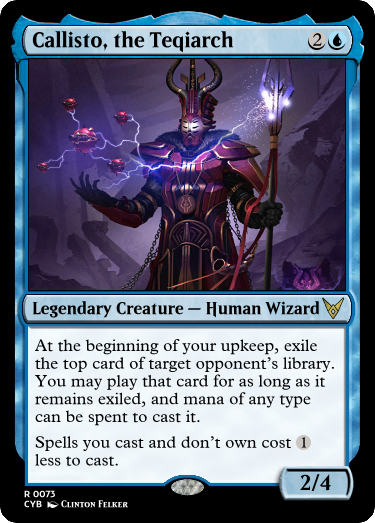 Callisto, the Teqiarch 2
Legendary Creature — Human Wizard
At the beginning of your upkeep, exile
the top card of target opponent's library.
You may play that card for as long as it
remains exiled, and mana of any type
can be spent to cast it.
Spells you cast and don't own cost 1
less to cast.
2/4
R 0073
CYB Clinton Felker